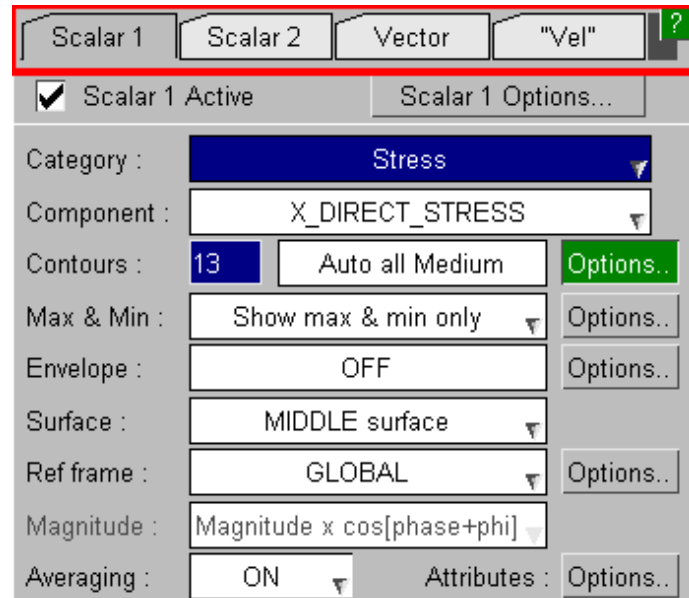 Scalar 1 Scalar 2 Vector "Vel" ?
Scalar 1 Active Scalar 1 Options...
Category : Stress
Component : X_DIRECT_STRESS
Contours : 13 Auto all Medium Options..
Max & Min : Show max & min only Options..
Envelope : OFF Options..
Surface : MIDDLE surface
Ref frame : GLOBAL Options..
Magnitude : Magnitude x cos[phase+phi]
Averaging : ON Attributes : Options..